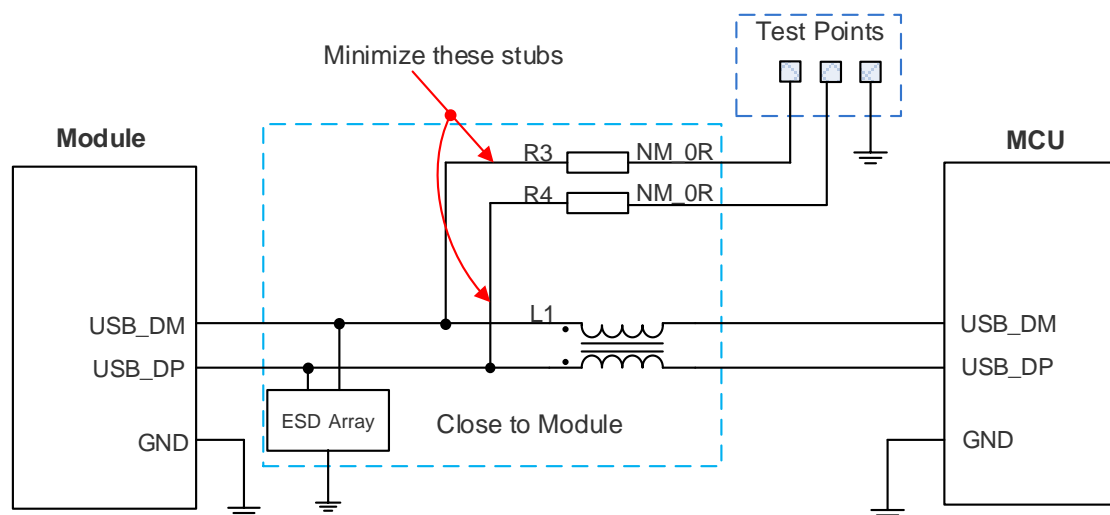 Test Points
Minimize these stubs
Module
MCU
R3
NM_0R
R4
NM_0R
L1
USB_DM
USB_DM
USB_DP
USB_DP
ESD Array
Close to Module
GND
GND